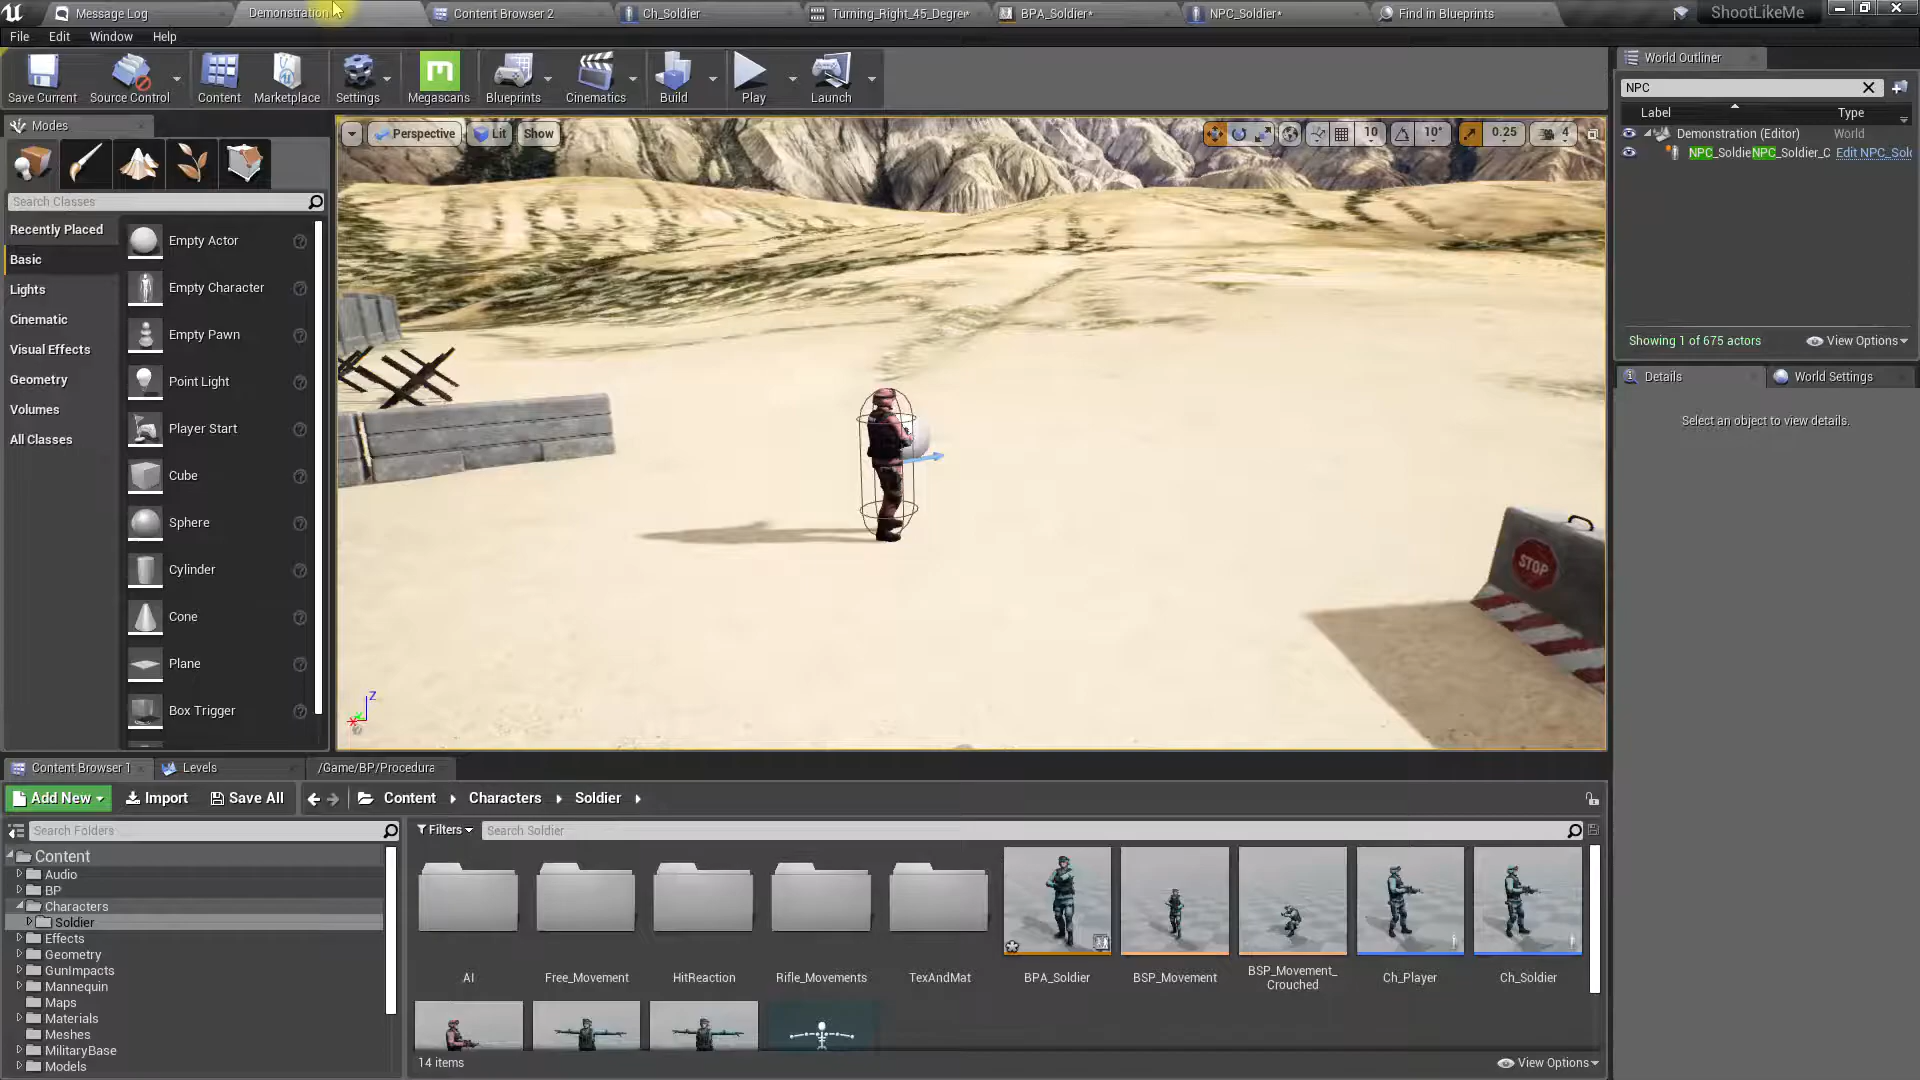 Message Log
Demonstration
Content Browser 2
Ch_Soldier
Turning_Right_45_Degree*
BPA_Soldier*
NPC_Soldier*
Find in Blueprints
ShootLikeMe
File
Edit
Window
Help
Save Current
Source Control
Content
Marketplace
Settings
Megascans
Blueprints
Cinematics
Build
Play
Launch
World Outliner
NPC
Label
Type
Demonstration (Editor)
World
NPC_SoldieNPC_Soldier_C
Edit NPC_Sol
Showing 1 of 675 actors
View Options
Details
World Settings
Select an object to view details.
Modes
Search Classes
Recently Placed
Basic
Lights
Cinematic
Visual Effects
Geometry
Volumes
All Classes
Empty Actor
Empty Character
Empty Pawn
Point Light
Player Start
Cube
Sphere
Cylinder
Cone
Plane
Box Trigger
Perspective
Lit
Show
10
10°
0.25
4
STOP
Z
Content Browser 1
Levels
/Game/BP/Procedura
Add New
Import
Save All
Content
Characters
Soldier
Search Folders
Filters
Search Soldier
Content
Audio
BP
Characters
Soldier
Effects
Geometry
GunImpacts
Mannequin
Maps
Materials
Meshes
MilitaryBase
Models
AI
Free_Movement
HitReaction
Rifle_Movements
TexAndMat
BPA_Soldier
BSP_Movement
BSP_Movement_
Crouched
Ch_Player
Ch_Soldier
14 items
View Options